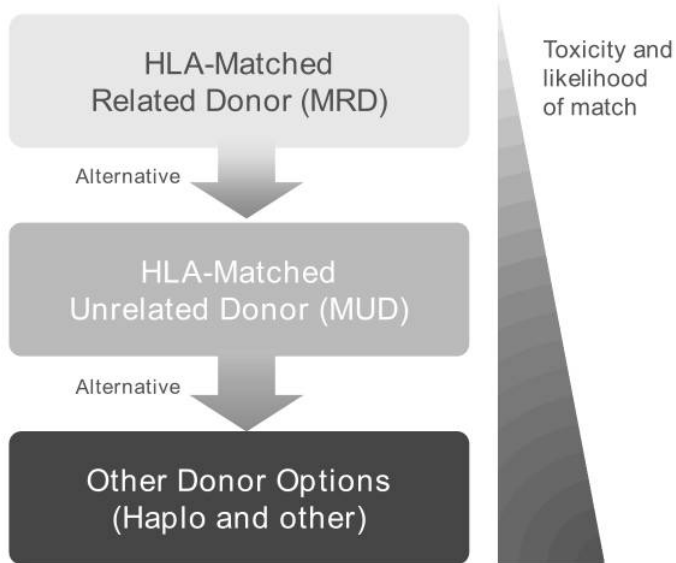 HLA-Matched
Related Donor (MRD)
Toxicity and
likelihood
of match
Alternative
HLA-Matched
Unrelated Donor (MUD)
Alternative
Other Donor Options
(Haplo and other)